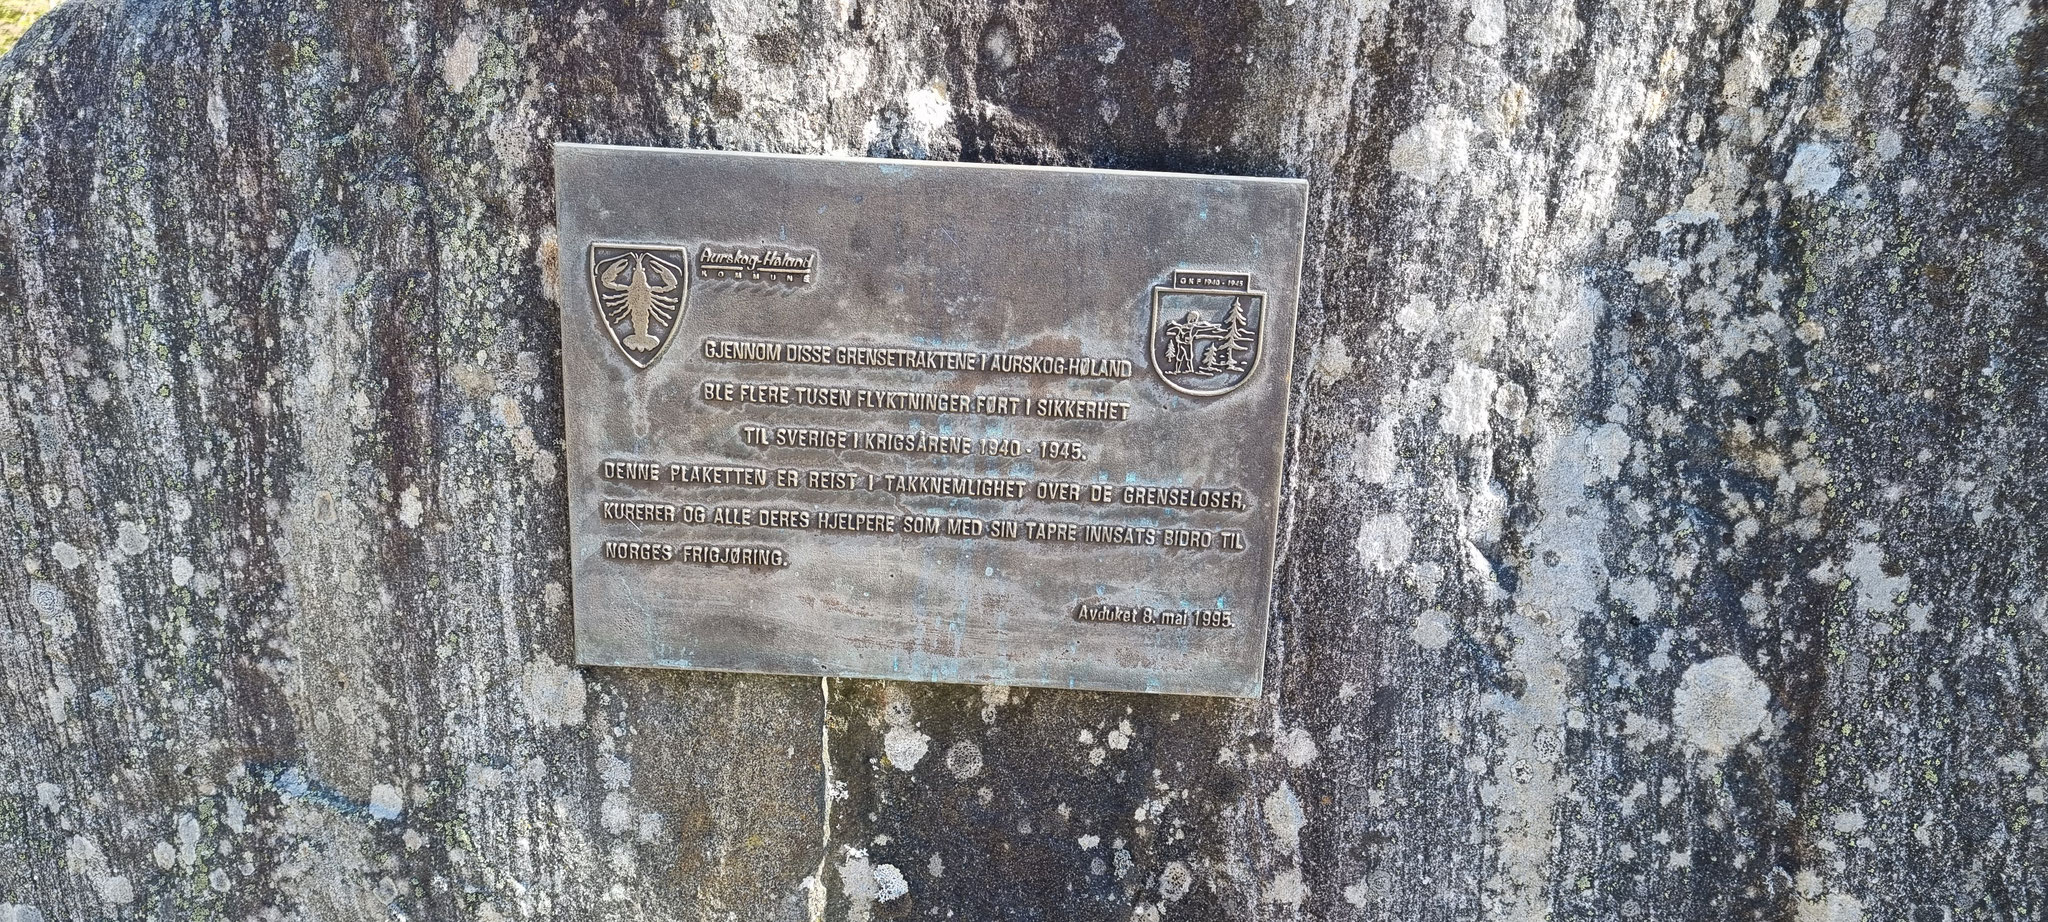 Aurskog-Høland
KOMMUNE
G.N.F. 1940 - 1945
GJENNOM DISSE GRENSETRAKTENE I AURSKOG-HØLAND
BLE FLERE TUSEN FLYKTNINGER FØRT I SIKKERHET
TIL SVERIGE I KRIGSÅRENE 1940 - 1945.
DENNE PLAKETTEN ER REIST I TAKKNEMLIGHET OVER DE GRENSELOSER,
KURERER OG ALLE DERES HJELPERE SOM MED SIN TAPRE INNSATS BIDRO TIL
NORGES FRIGJØRING.
Avduket 8. mai 1995.